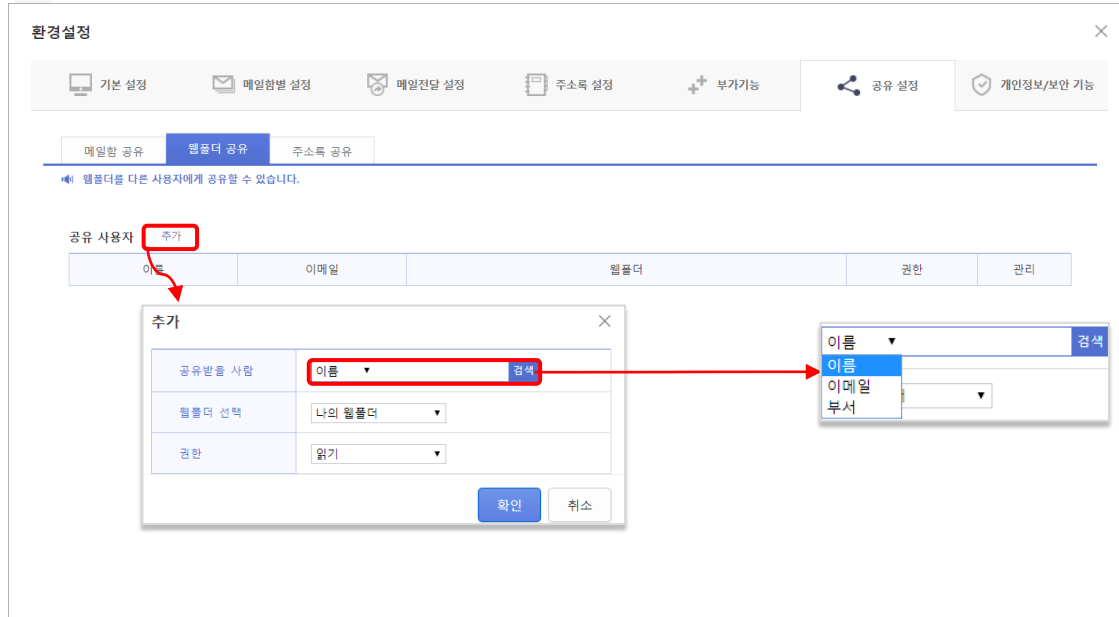 환경설정
기본 설정 메일함별 설정 메일전달 설정 주소록 설정 부가기능 공유 설정 개인정보/보안 기능
메일함 공유 웹폴더 공유 주소록 공유
웹폴더를 다른 사용자에게 공유할 수 있습니다.
공유 사용자 추가
이름 이메일 웹폴더 권한 관리
추가
공유받을 사람 이름 검색
웹폴더 선택 나의 웹폴더
권한 읽기
확인 취소
이름 검색
이름
이메일
부서